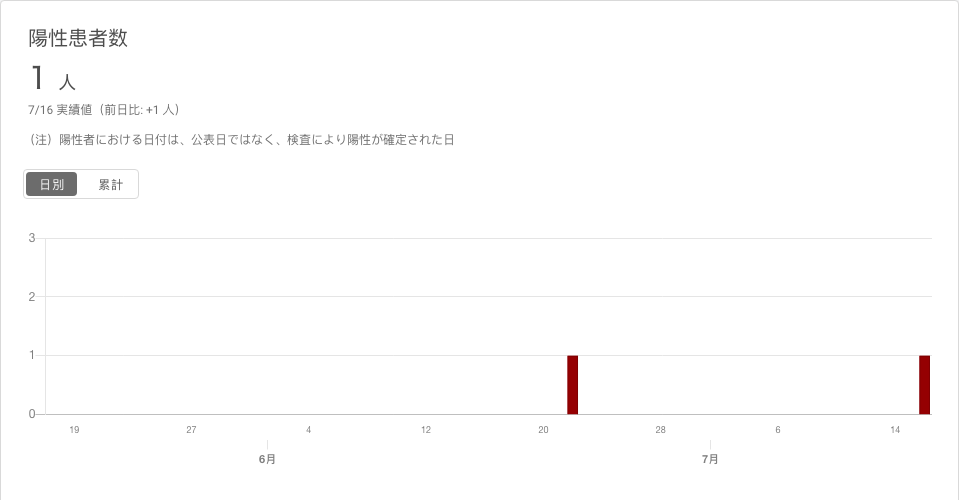 陽性患者数
1 人
7/16 実績値（前日比: +1 人）
（注）陽性者における日付は、公表日ではなく、検査により陽性が確定された日
日別 累計
3
2
1
0
19 27 4 12 20 28 6 14
6月 7月